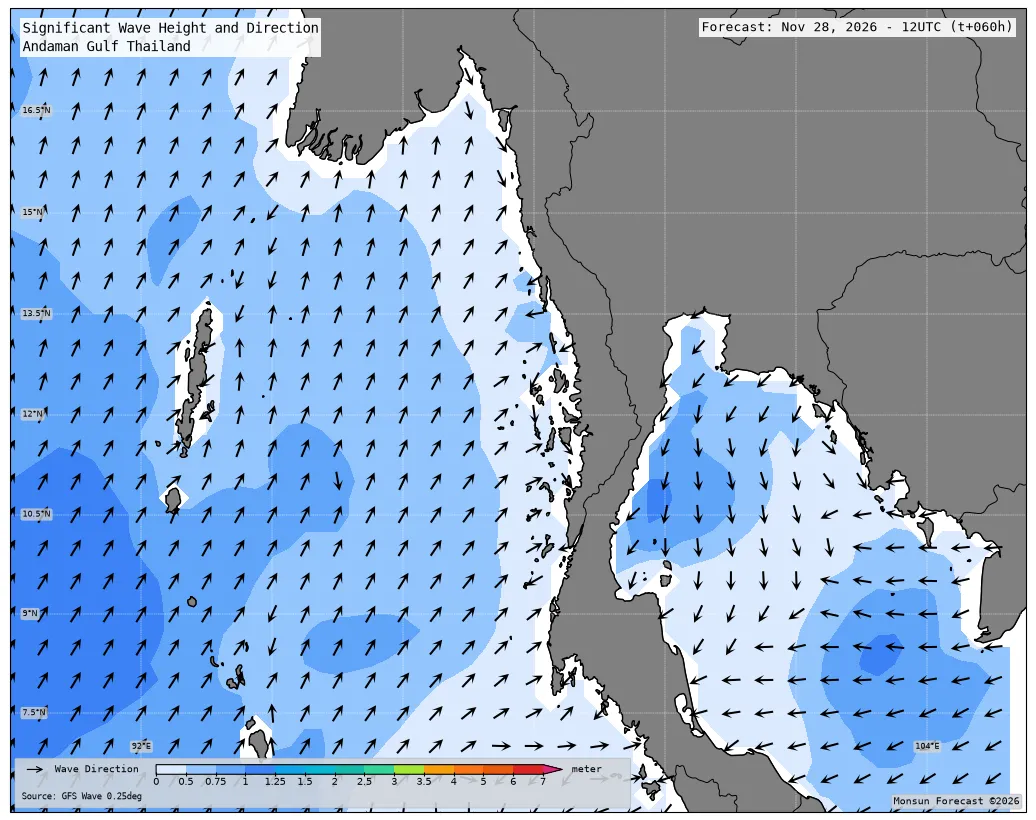 Significant Wave Height and Direction
Andaman Gulf Thailand
Forecast: Nov 28, 2026 - 12UTC (t+060h)
16.5°N
15°N
13.5°N
12°N
10.5°N
9°N
7.5°N
92°E
104°E
Wave Direction
meter
0.5 0.75 1 1.25 1.5 2 2.5 3 3.5 4 5 6 7
Source: GFS Wave 0.25deg
Monsun Forecast ©2026